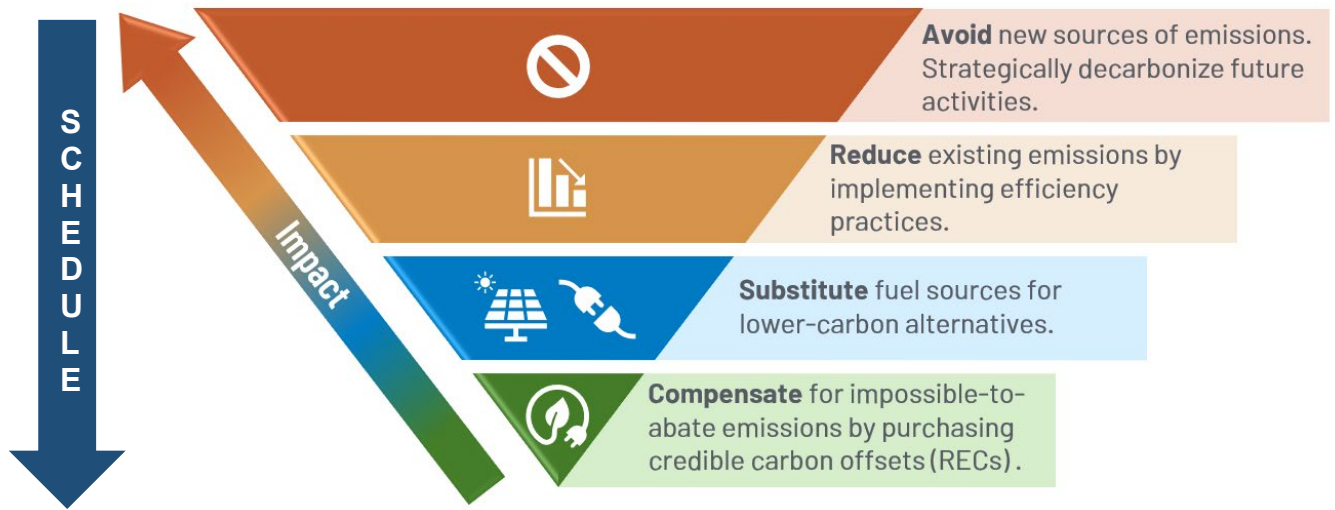 SCHEDULE
Impact
Avoid new sources of emissions.
Strategically decarbonize future
activities.
Reduce existing emissions by
implementing efficiency
practices.
Substitute fuel sources for
lower-carbon alternatives.
Compensate for impossible-to-
abate emissions by purchasing
credible carbon offsets (RECs) .